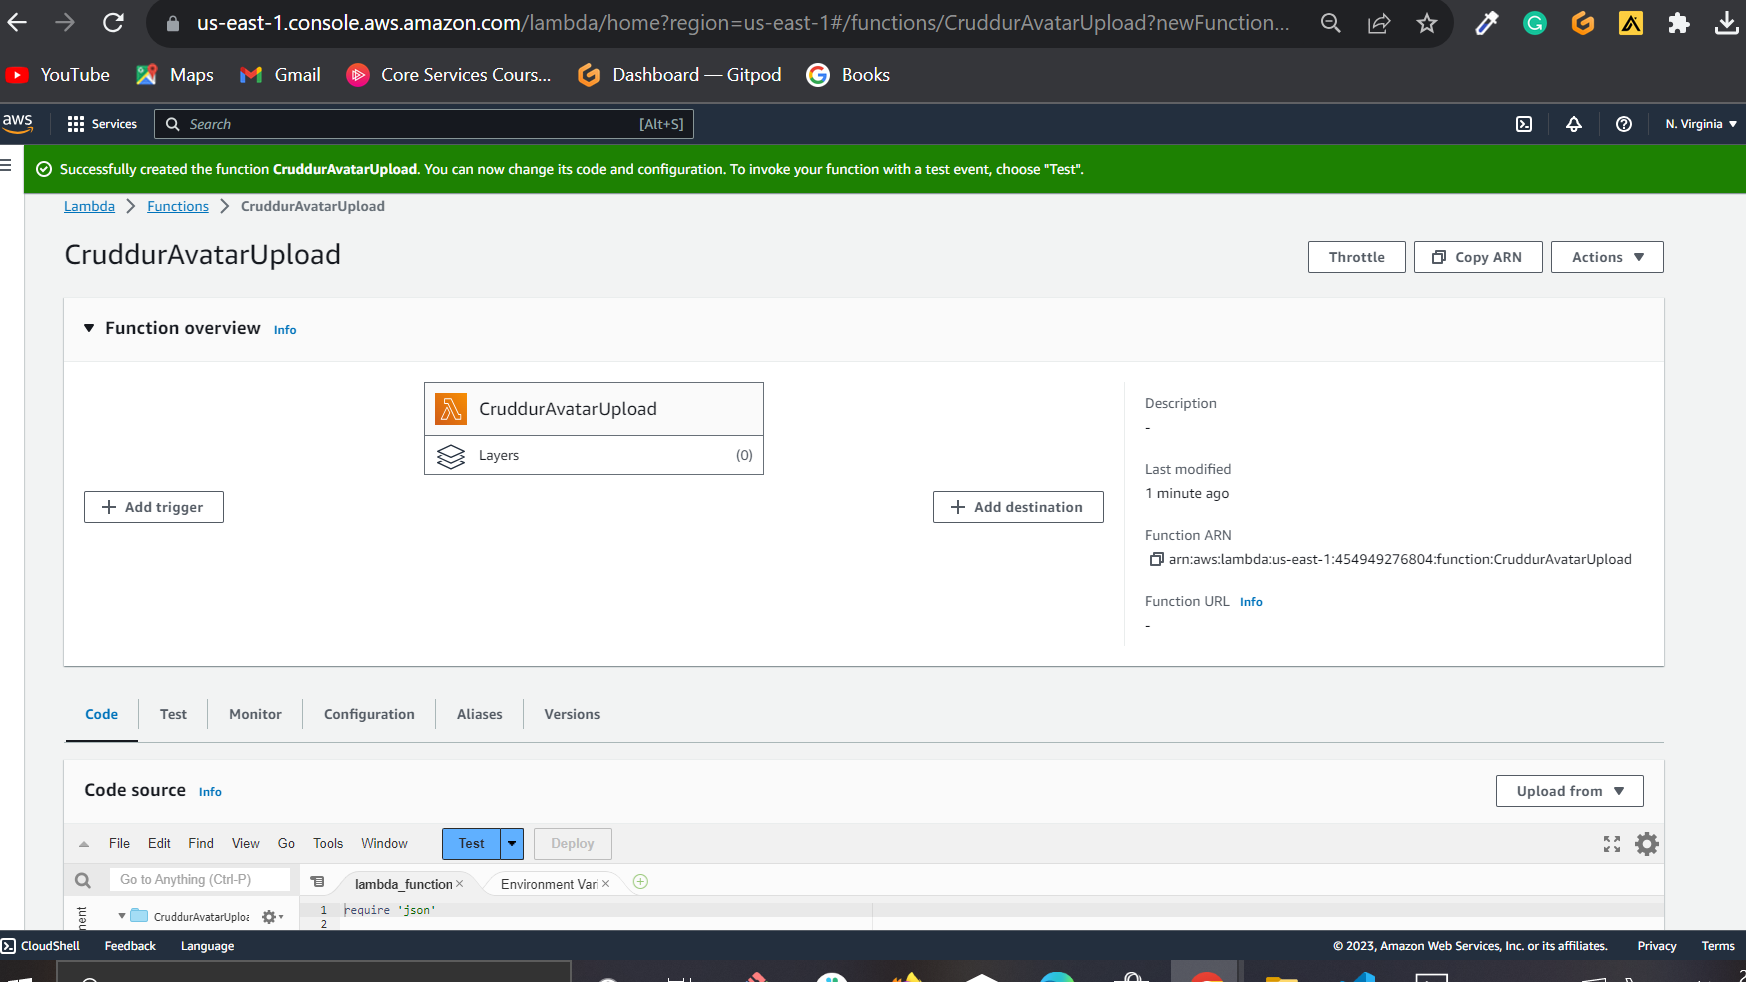 us-east-1.console.aws.amazon.com/lambda/home?region=us-east-1#/functions/CruddurAvatarUpload?newFunction...
YouTube Maps Gmail Core Services Cours... Dashboard — Gitpod Books
aws Services Search [Alt+S] N. Virginia
Successfully created the function CruddurAvatarUpload. You can now change its code and configuration. To invoke your function with a test event, choose "Test".
Lambda Functions CruddurAvatarUpload
CruddurAvatarUpload
Throttle Copy ARN Actions
Function overview Info
CruddurAvatarUpload
Layers (0)
Add trigger
Add destination
Description
-
Last modified
1 minute ago
Function ARN
arn:aws:lambda:us-east-1:454949276804:function:CruddurAvatarUpload
Function URL Info
-
Code Test Monitor Configuration Aliases Versions
Code source Info
Upload from
File Edit Find View Go Tools Window Test Deploy
Go to Anything (Ctrl-P)
lambda_function × Environment Vari ×
CruddurAvatarUploa
1 require 'json'
2
CloudShell Feedback Language © 2023, Amazon Web Services, Inc. or its affiliates. Privacy Terms